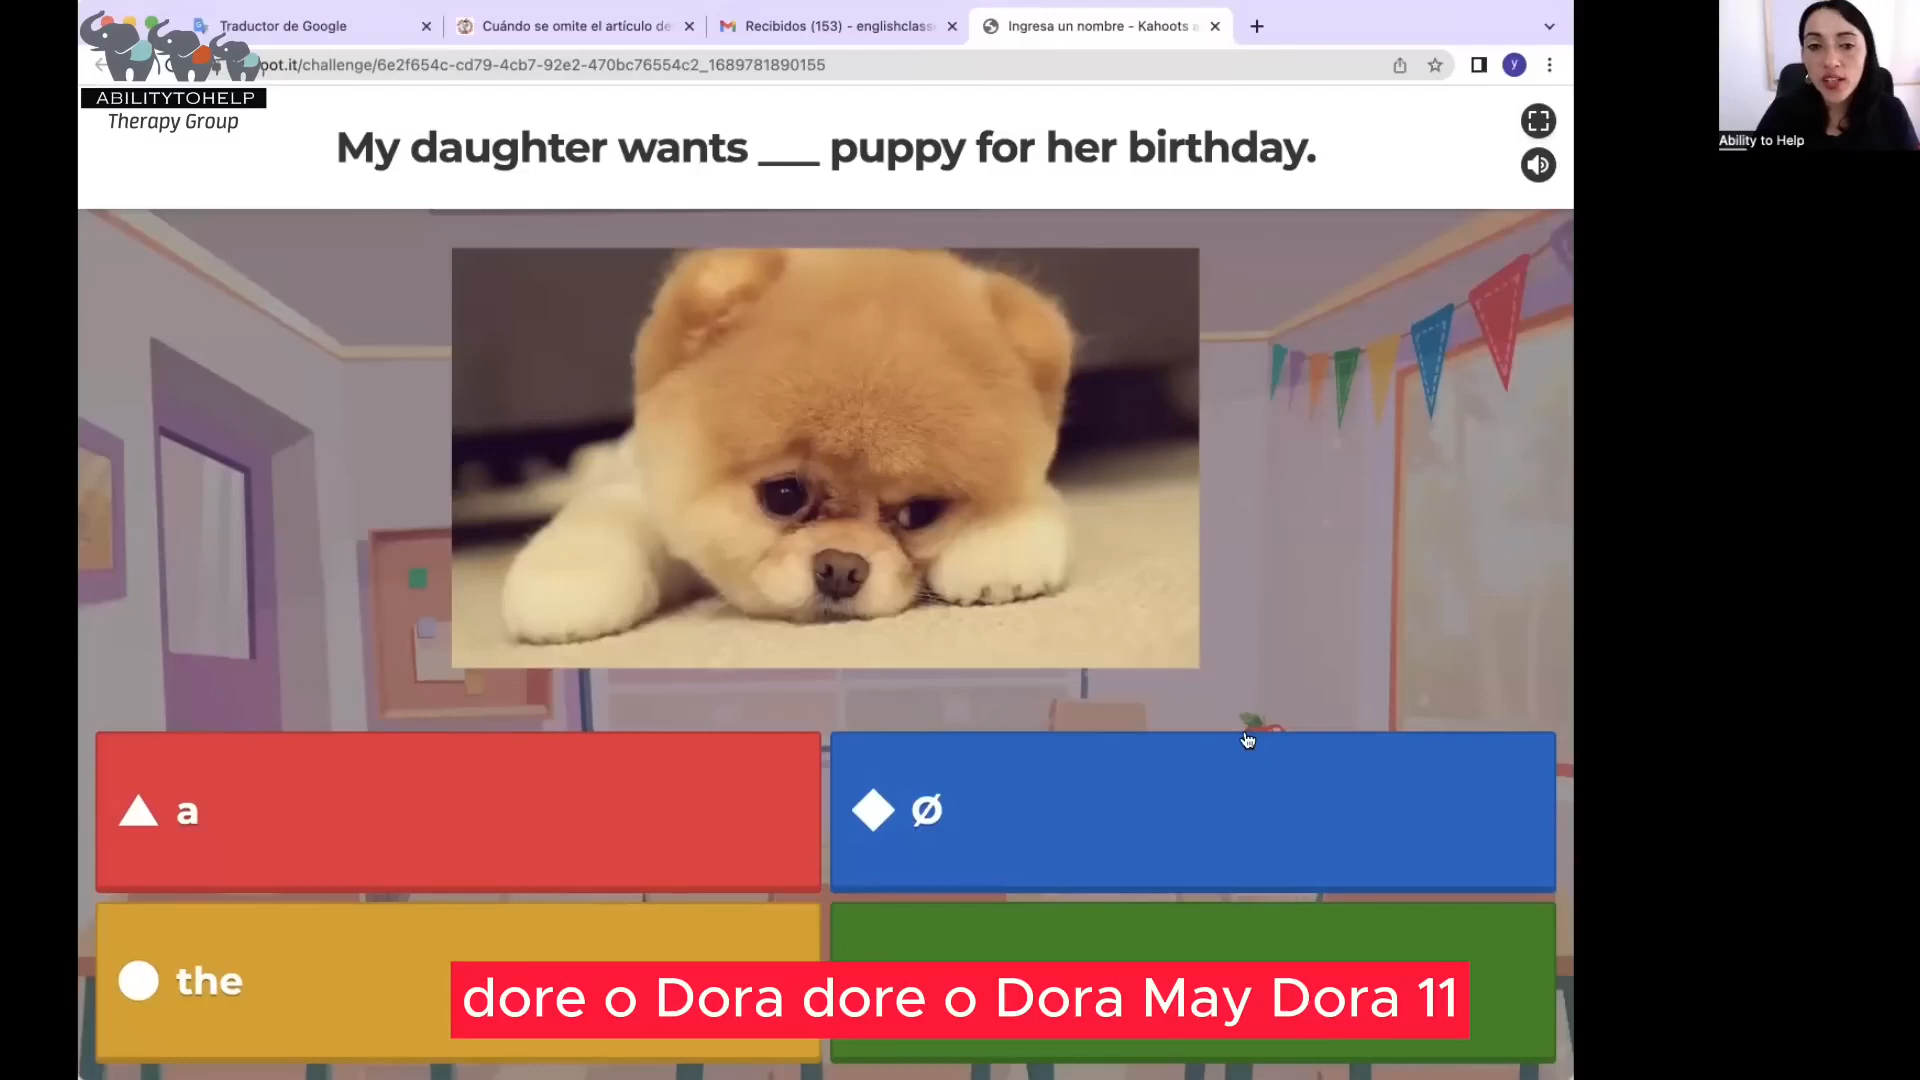 Traductor de Google
Cuándo se omite el artículo de
Recibidos (153) - englishclass
Ingresa un nombre - Kahoots a
oot.it/challenge/6e2f654c-cd79-4cb7-92e2-470bc76554c2_1689781890155
y
ABILITYTOHELP
Therapy Group
My daughter wants ___ puppy for her birthday.
Ability to Help
a
Ø
the
dore o Dora dore o Dora May Dora 11